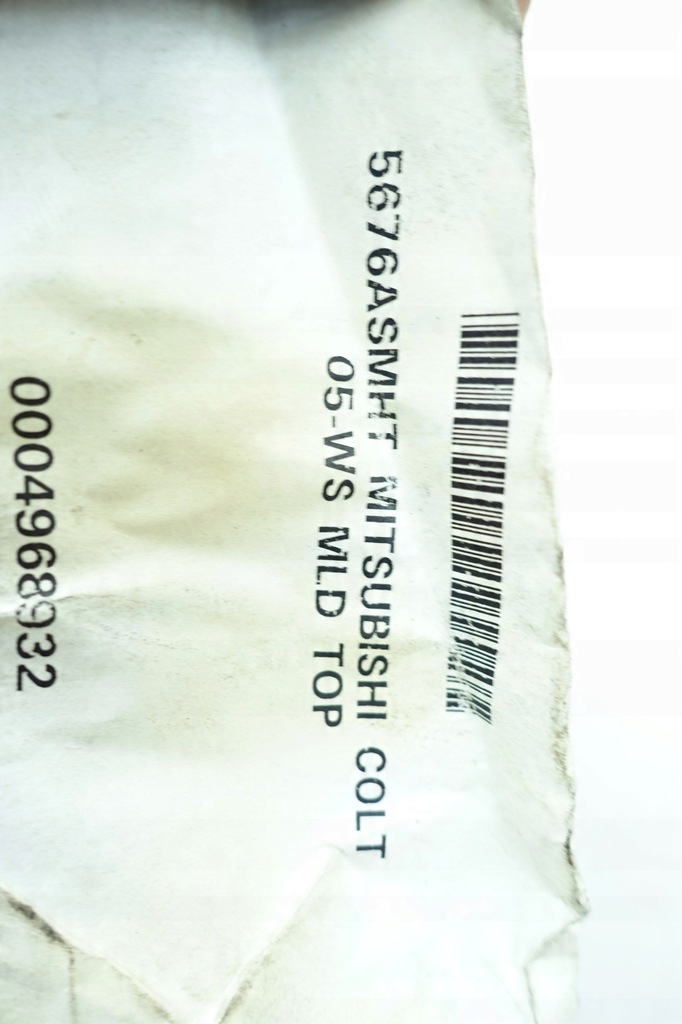 5676ASMHT MITSUBISHI COLT
05-WS MLD TOP
0004968932